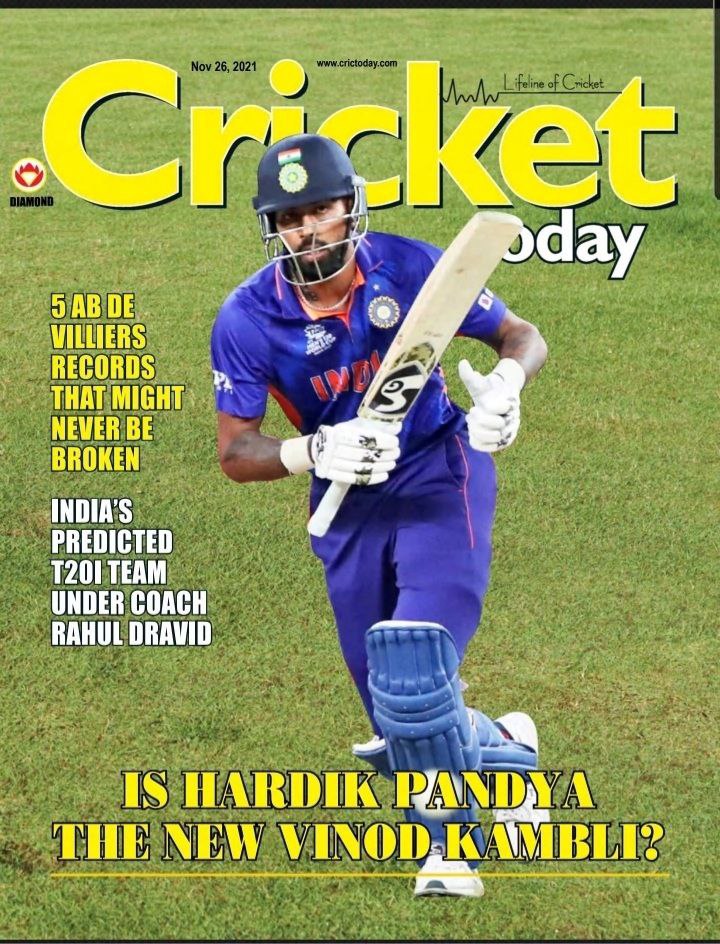 Nov 26, 2021
www.crictoday.com
Lifeline of Cricket
Cricket
oday
DIAMOND
5 AB DE
VILLIERS
RECORDS
THAT MIGHT
NEVER BE
BROKEN
INDIA'S
PREDICTED
T20I TEAM
UNDER COACH
RAHUL DRAVID
IND
IS HARDIK PANDYA
THE NEW VINOD KAMBLI?